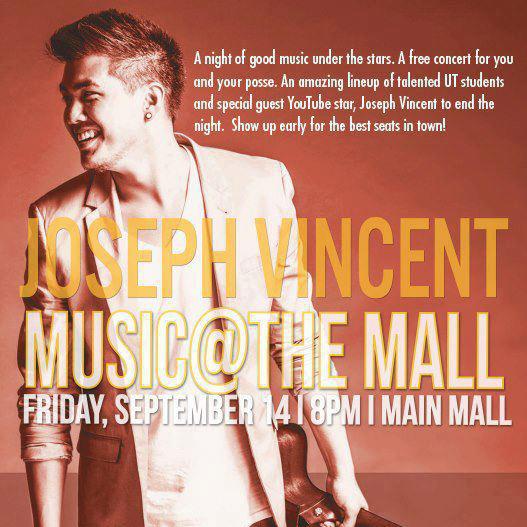 A night of good music under the stars. A free concert for you
and your posse. An amazing lineup of talented UT students
and special guest YouTube star, Joseph Vincent to end the
night.  Show up early for the best seats in town!
JOSEPH VINCENT
MUSIC@THE MALL
FRIDAY, SEPTEMBER 14 | 8PM | MAIN MALL